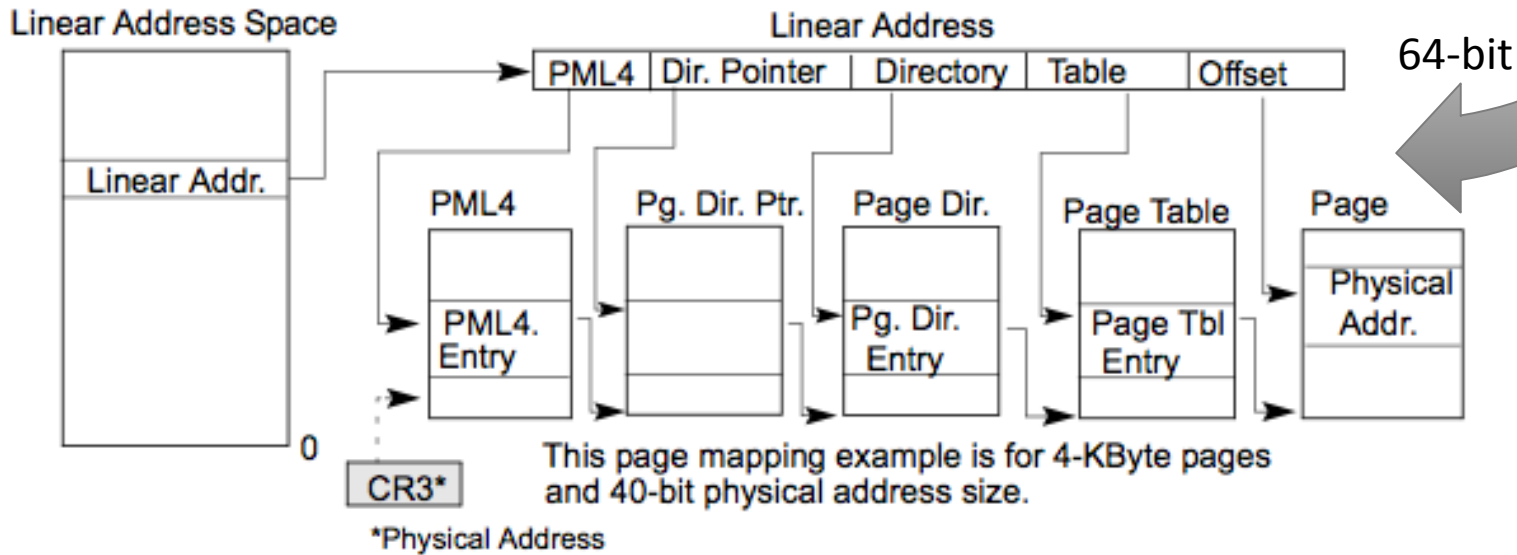 Linear Address Space
Linear Address
64-bit
PML4 Dir. Pointer Directory Table Offset
Linear Addr.
PML4
Pg. Dir. Ptr.
Page Dir.
Page Table
Page
PML4.
Entry
Pg. Dir.
Entry
Page Tbl
Entry
Physical
Addr.
0
CR3*
*Physical Address
This page mapping example is for 4-KByte pages
and 40-bit physical address size.